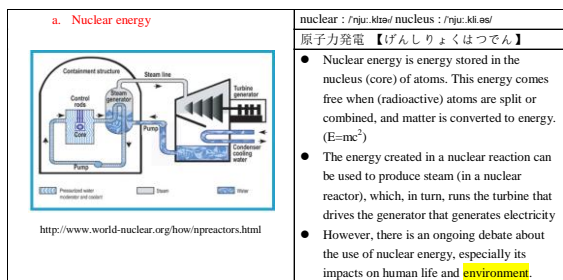 a. Nuclear energy
Containment structure
Steam line
Turbine
generator
Control
rods
Steam
generator
Core
Pump
Pump
Condenser
cooling
water
Steam
Water
http://www.world-nuclear.org/how/npreactors.html
nuclear : /ˈnjuː.klɪəʳ/ nucleus : /ˈnjuː.kli.əs/
原子力発電 【げんしりょくはつでん】
● Nuclear energy is energy stored in the
nucleus (core) of atoms. This energy comes
free when (radioactive) atoms are split or
combined, and matter is converted to energy.
(E=mc²)
● The energy created in a nuclear reaction can
be used to produce steam (in a nuclear
reactor), which, in turn, runs the turbine that
drives the generator that generates electricity
● However, there is an ongoing debate about
the use of nuclear energy, especially its
impacts on human life and environment.